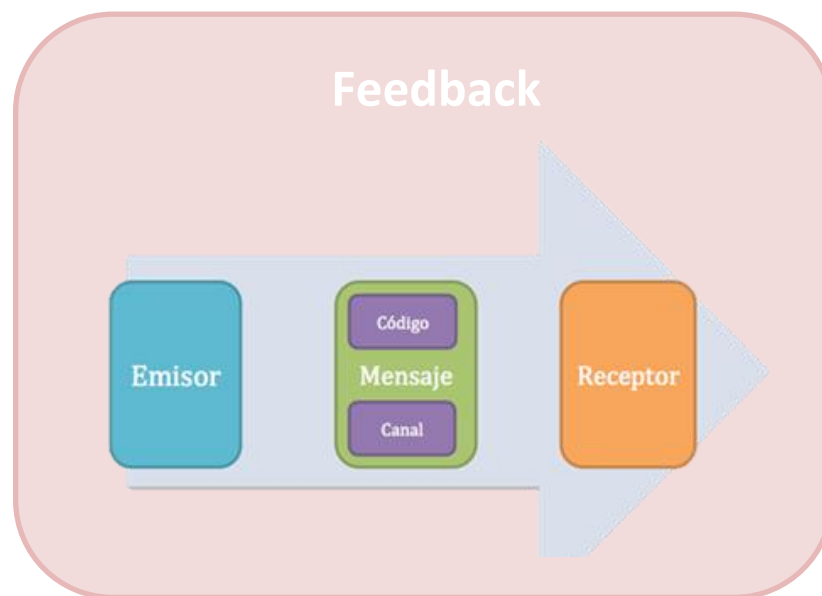 Feedback
Código
Emisor
Mensaje
Receptor
Canal